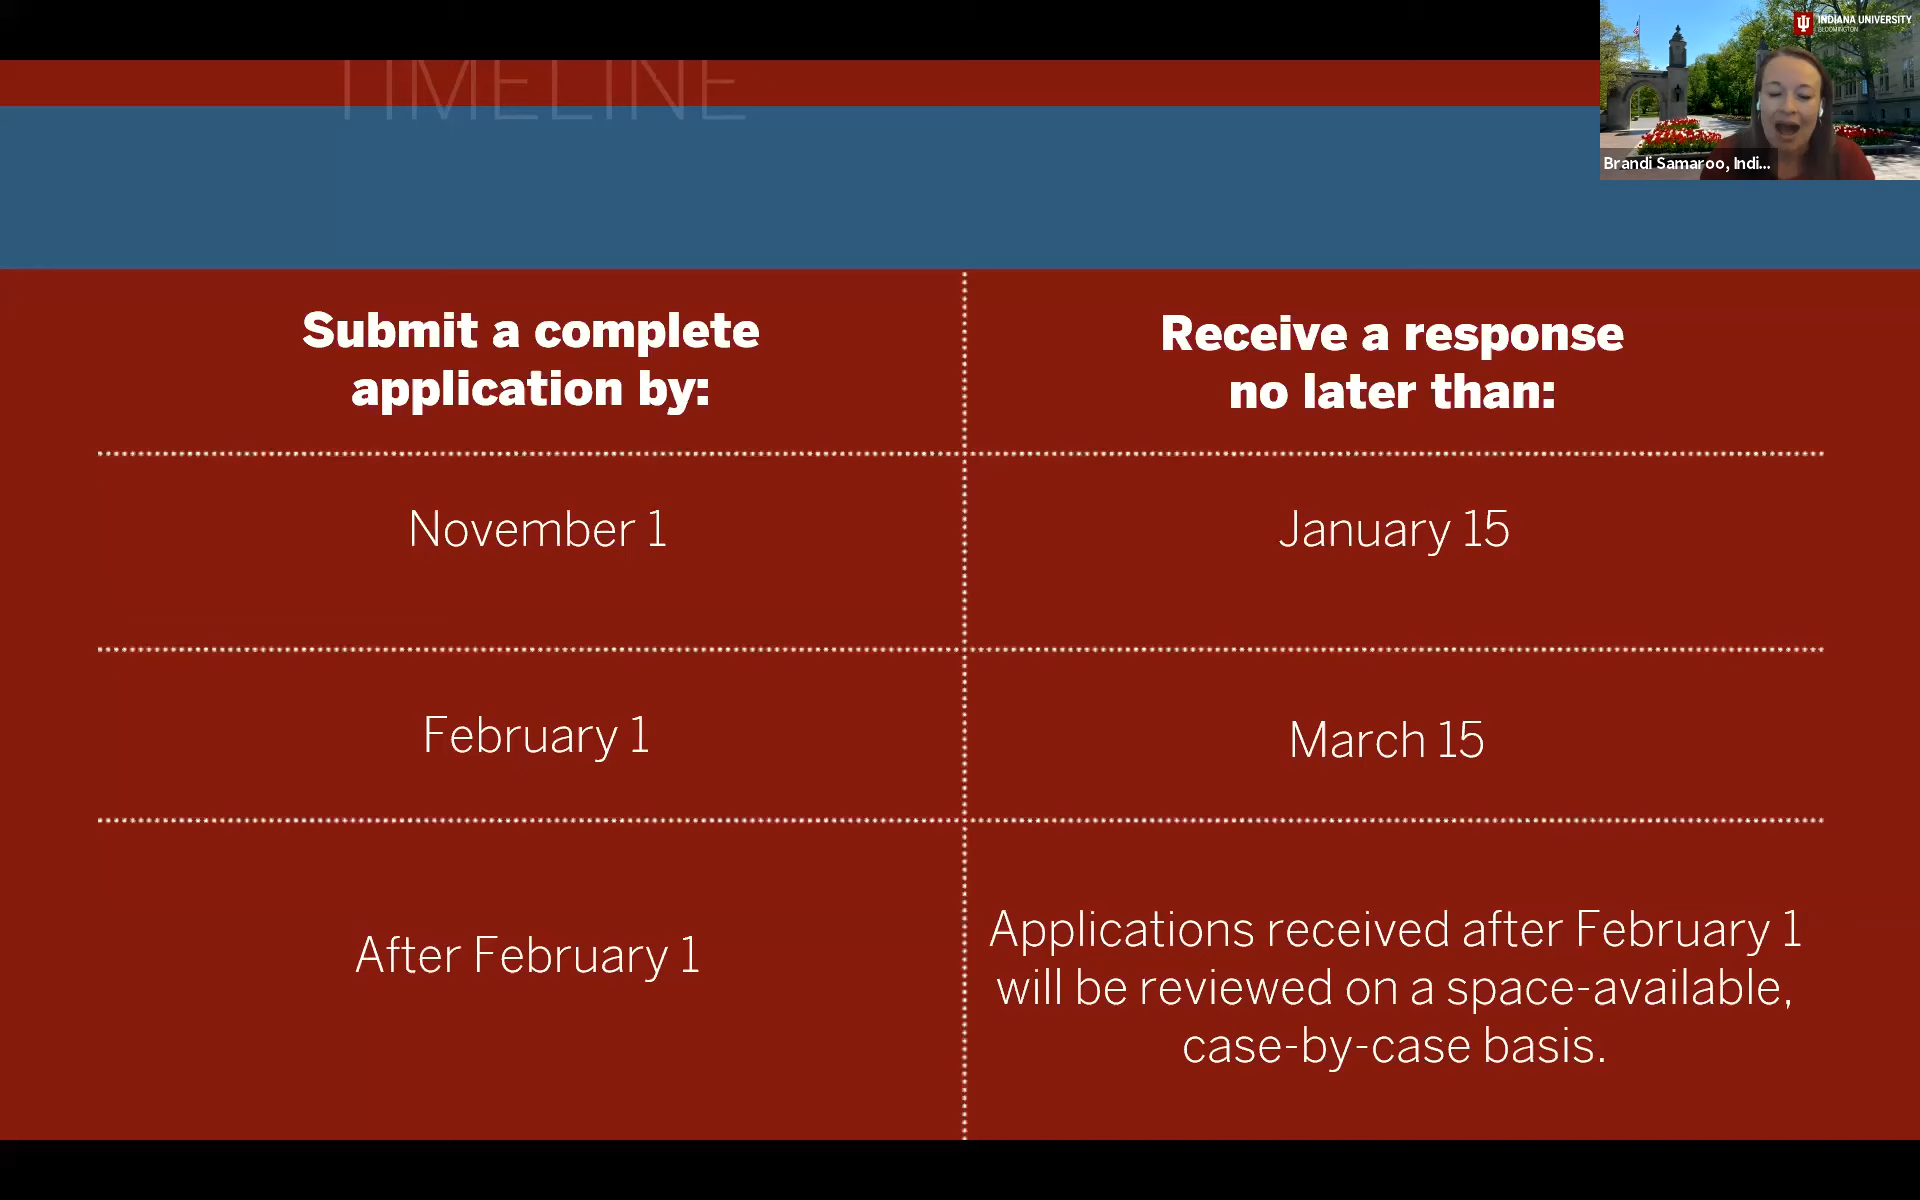 TIMELINE
INDIANA UNIVERSITY
BLOOMINGTON
Brandi Samaroo, Indi...
Submit a complete
application by:
Receive a response
no later than:
November 1
January 15
February 1
March 15
After February 1
Applications received after February 1
will be reviewed on a space-available,
case-by-case basis.